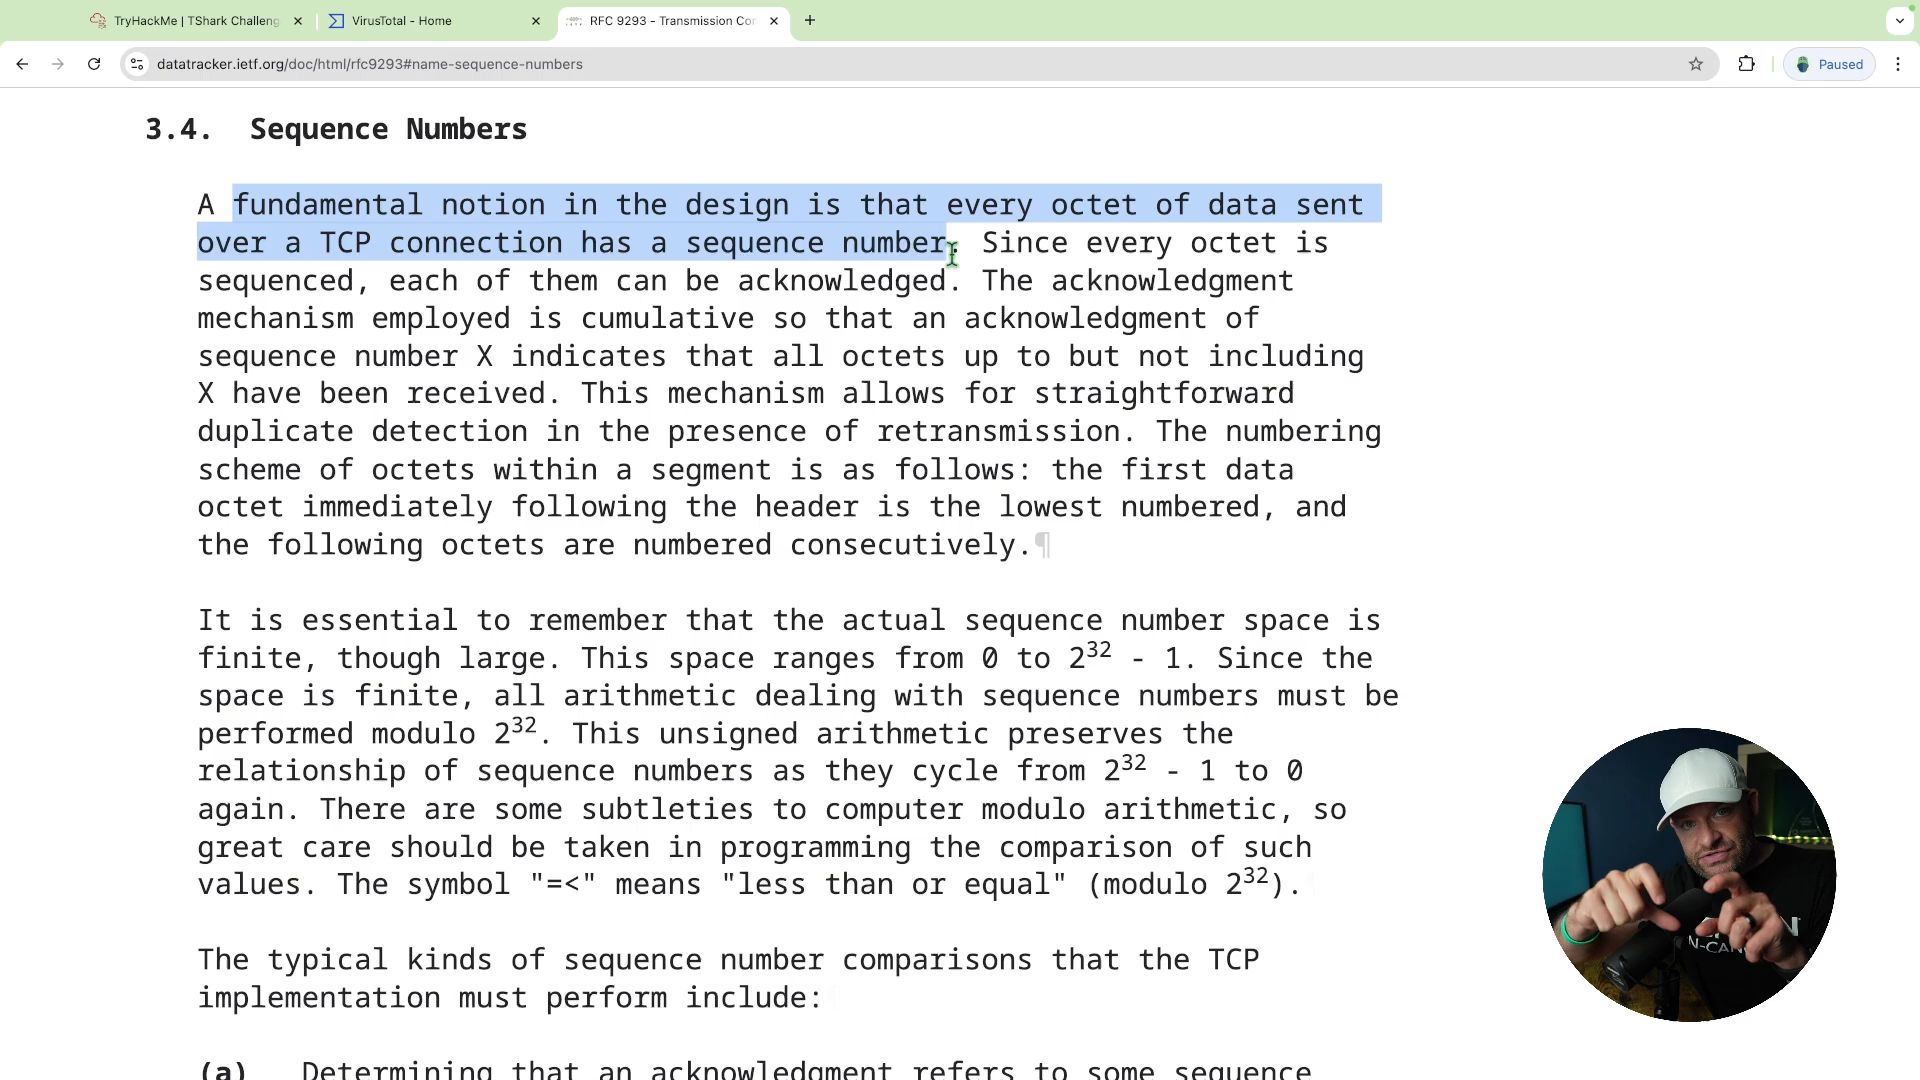 TryHackMe | TShark Challeng
VirusTotal - Home
RFC 9293 - Transmission Cor
datatracker.ietf.org/doc/html/rfc9293#name-sequence-numbers
Paused
3.4. Sequence Numbers
A fundamental notion in the design is that every octet of data sent
over a TCP connection has a sequence number. Since every octet is
sequenced, each of them can be acknowledged. The acknowledgment
mechanism employed is cumulative so that an acknowledgment of
sequence number X indicates that all octets up to but not including
X have been received. This mechanism allows for straightforward
duplicate detection in the presence of retransmission. The numbering
scheme of octets within a segment is as follows: the first data
octet immediately following the header is the lowest numbered, and
the following octets are numbered consecutively.¶
It is essential to remember that the actual sequence number space is
finite, though large. This space ranges from 0 to 2³² - 1. Since the
space is finite, all arithmetic dealing with sequence numbers must be
performed modulo 2³². This unsigned arithmetic preserves the
relationship of sequence numbers as they cycle from 2³² - 1 to 0
again. There are some subtleties to computer modulo arithmetic, so
great care should be taken in programming the comparison of such
values. The symbol "=<" means "less than or equal" (modulo 2³²).
The typical kinds of sequence number comparisons that the TCP
implementation must perform include:
(a) Determining that an acknowledgment refers to some sequence